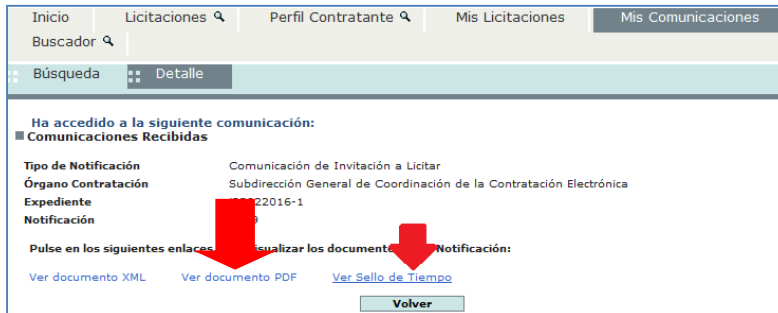 Inicio Licitaciones Perfil Contratante Mis Licitaciones Mis Comunicaciones
Buscador
Búsqueda Detalle
Ha accedido a la siguiente comunicación:
Comunicaciones Recibidas
Tipo de Notificación Comunicación de Invitación a Licitar
Órgano Contratación Subdirección General de Coordinación de la Contratación Electrónica
Expediente 22016-1
Notificación
Pulse en los siguientes enlaces visualizar los Notificación:
Ver documento XML Ver documento PDF Ver Sello de Tiempo
Volver